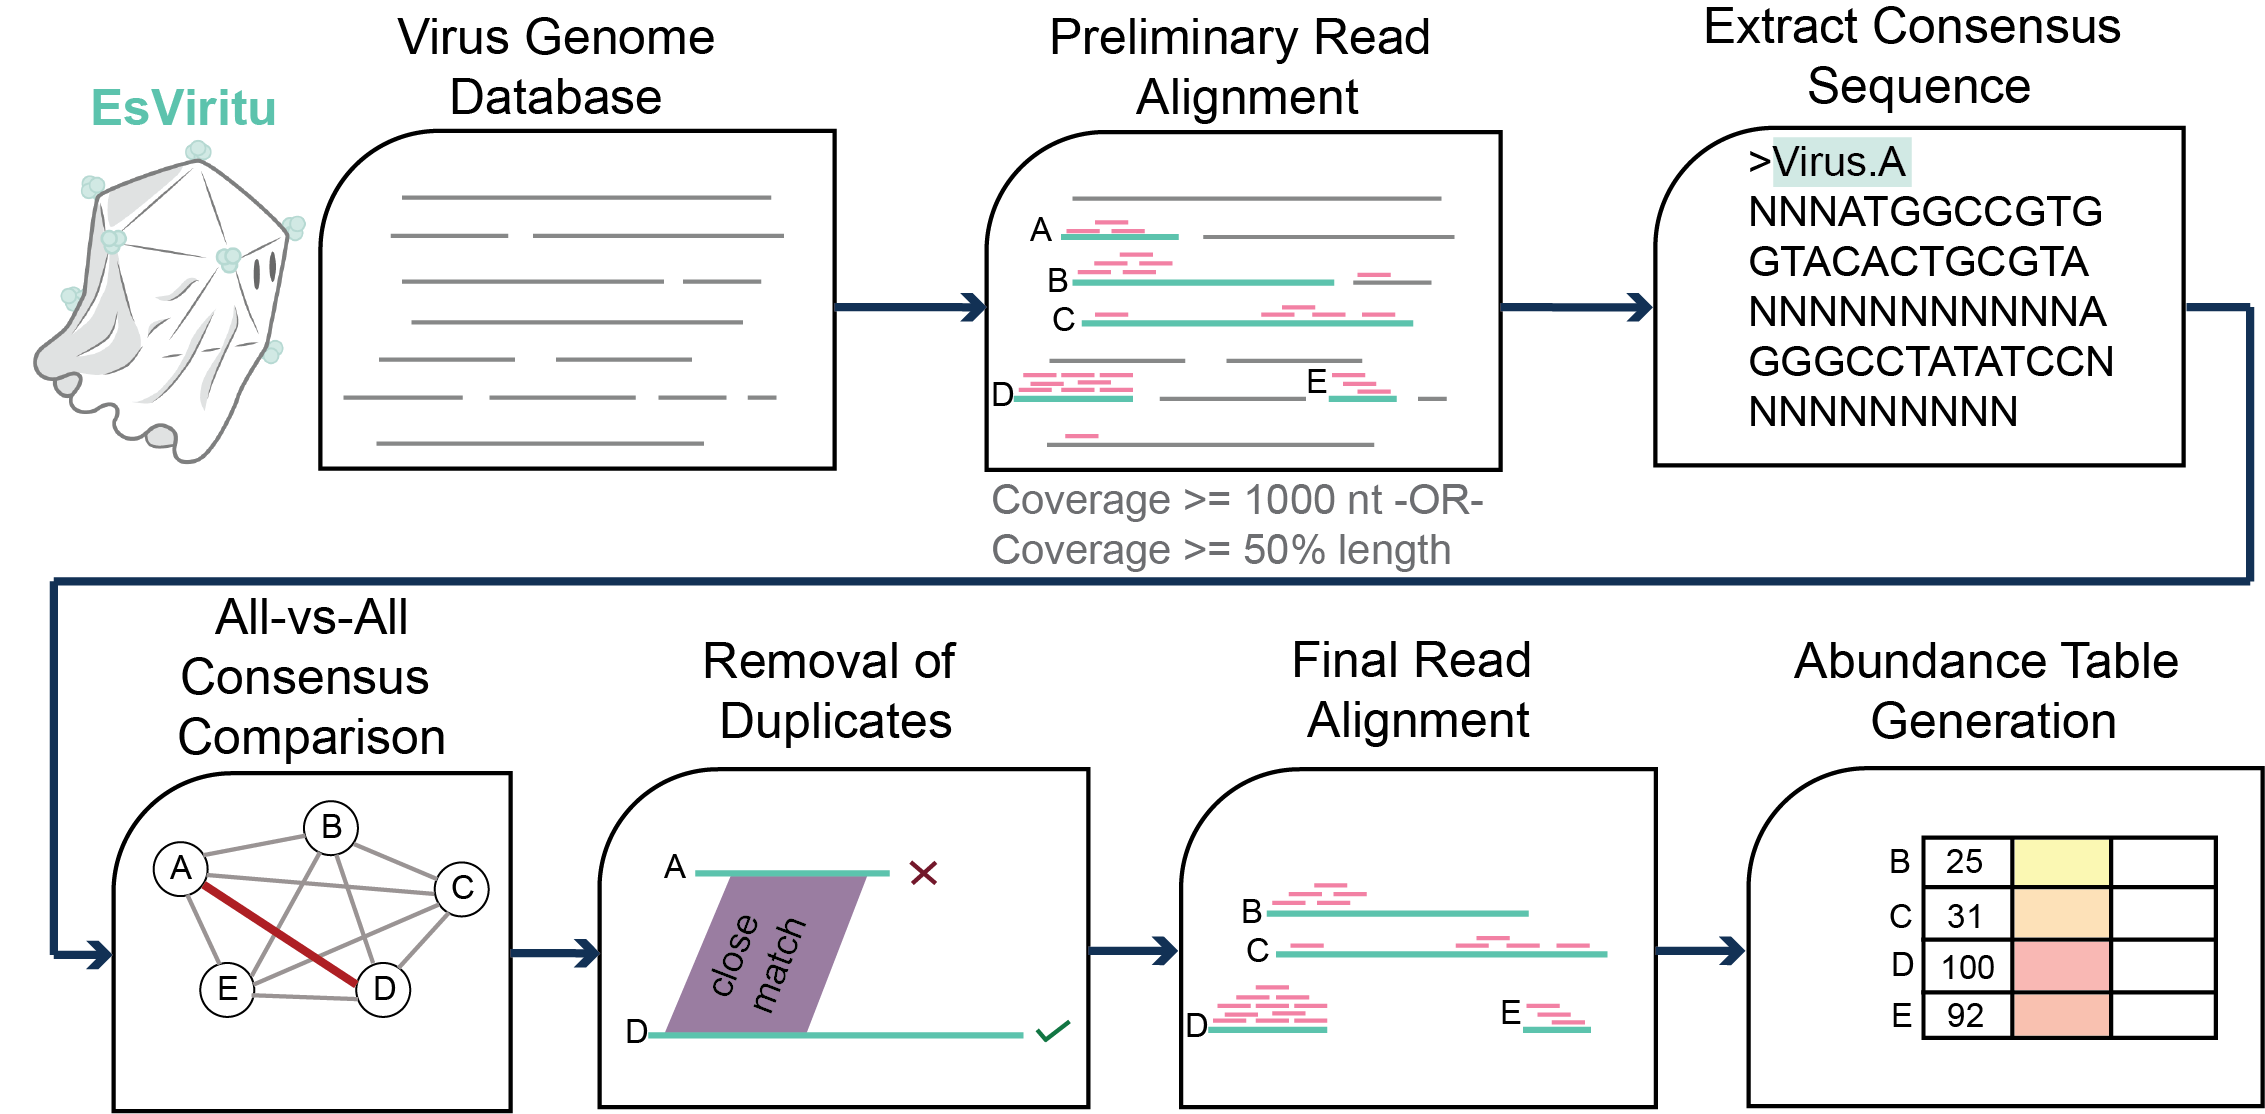 EsViritu
Virus Genome
Database
Preliminary Read
Alignment
A
B
C
D
E
Coverage >= 1000 nt -OR-
Coverage >= 50% length
Extract Consensus
Sequence
>Virus.A
NNNATGGCCGTG
GTACACTGCGTA
NNNNNNNNNNNA
GGGCCTATATCCN
NNNNNNNNN
All-vs-All
Consensus
Comparison
B
A
C
E
D
Removal of
Duplicates
A
close
match
D
Final Read
Alignment
B
C
D
E
Abundance Table
Generation
B 25
C 31
D 100
E 92